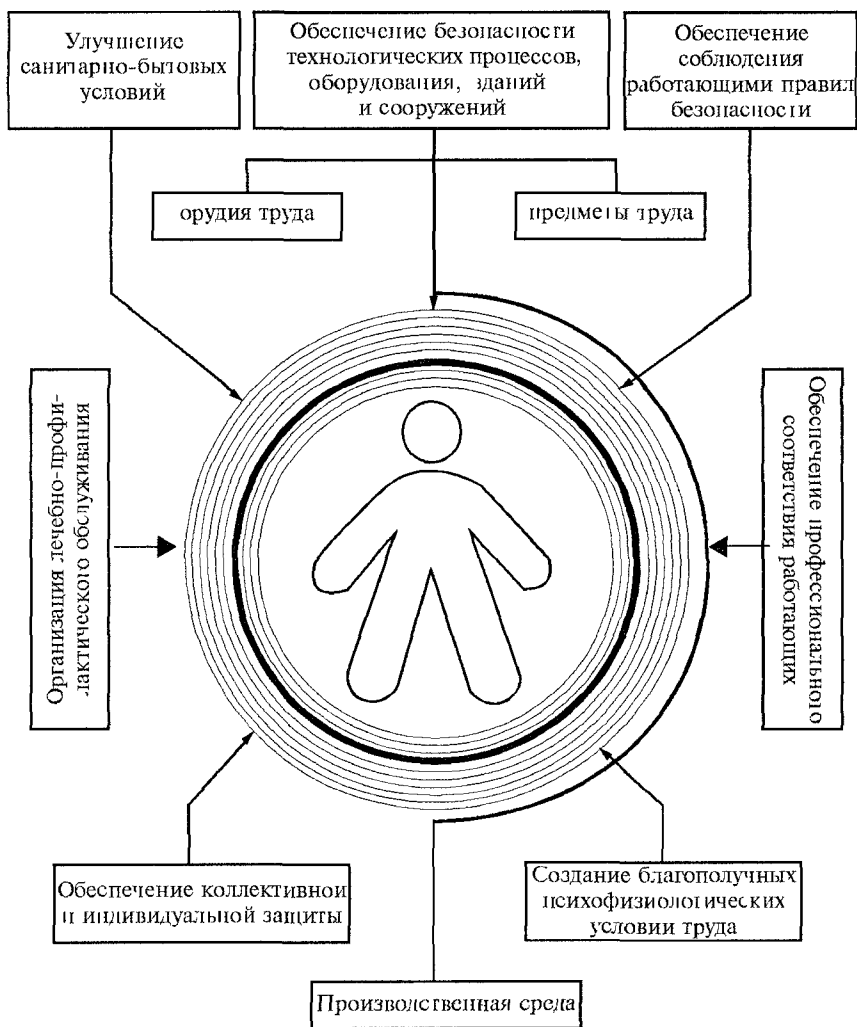 Улучшение
санитарно-бытовых
условий
Обеспечение безопасности
технологических процессов,
оборудования, зданий
и сооружений
Обеспечение
соблюдения
работающими правил
безопасности
орудия труда
предметы труда
Организация лечебно-профи-
лактического обслуживания
Обеспечение профессионального
соответствия работающих
Обеспечение коллективной
и индивидуальной защиты
Создание благополучных
психофизиологических
условий труда
Производственная среда